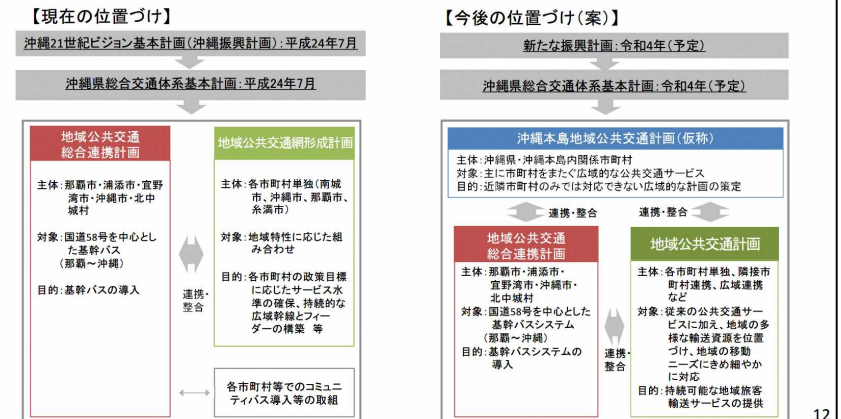 【現在の位置づけ】
沖縄21世紀ビジョン基本計画(沖縄振興計画):平成24年7月
沖縄県総合交通体系基本計画:平成24年7月
地域公共交通
総合連携計画
主体:那覇市・浦添市・宜野
湾市・沖縄市・北中
城村
対象:国道58号を中心とし
た基幹バス
(那覇~沖縄)
目的:基幹バスの導入
連携・
整合
地域公共交通網形成計画
主体:各市町村単独(南城
市、沖縄市、那覇市、
糸満市)
対象:地域特性に応じた組
み合わせ
目的:各市町村の政策目標
に応じたサービス水
準の確保、持続的な
広域幹線とフィー
ダーの構築 等
各市町村等でのコミュニ
ティバス導入等の取組
【今後の位置づけ(案)】
新たな振興計画:令和4年(予定)
沖縄県総合交通体系基本計画:令和4年(予定)
沖縄本島地域公共交通計画(仮称)
主体:沖縄県・沖縄本島内関係市町村
対象:主に市町村をまたぐ広域的な公共交通サービス
目的:近隣市町村のみでは対応できない広域的な計画の策定
連携・整合
連携・整合
地域公共交通
総合連携計画
主体:那覇市・浦添市・
宜野湾市・沖縄市・
北中城村
対象:国道58号を中心とした
基幹バスシステム
(那覇~沖縄)
目的:基幹バスシステムの
導入
連携・
整合
地域公共交通計画
主体:各市町村単独、隣接市
町村連携、広域連携
など
対象:従来の公共交通サー
ビスに加え、地域の多
様な輸送資源を位置
づけ、地域の移動
ニーズにきめ細やか
に対応
目的:持続可能な地域旅客
輸送サービスの提供
12